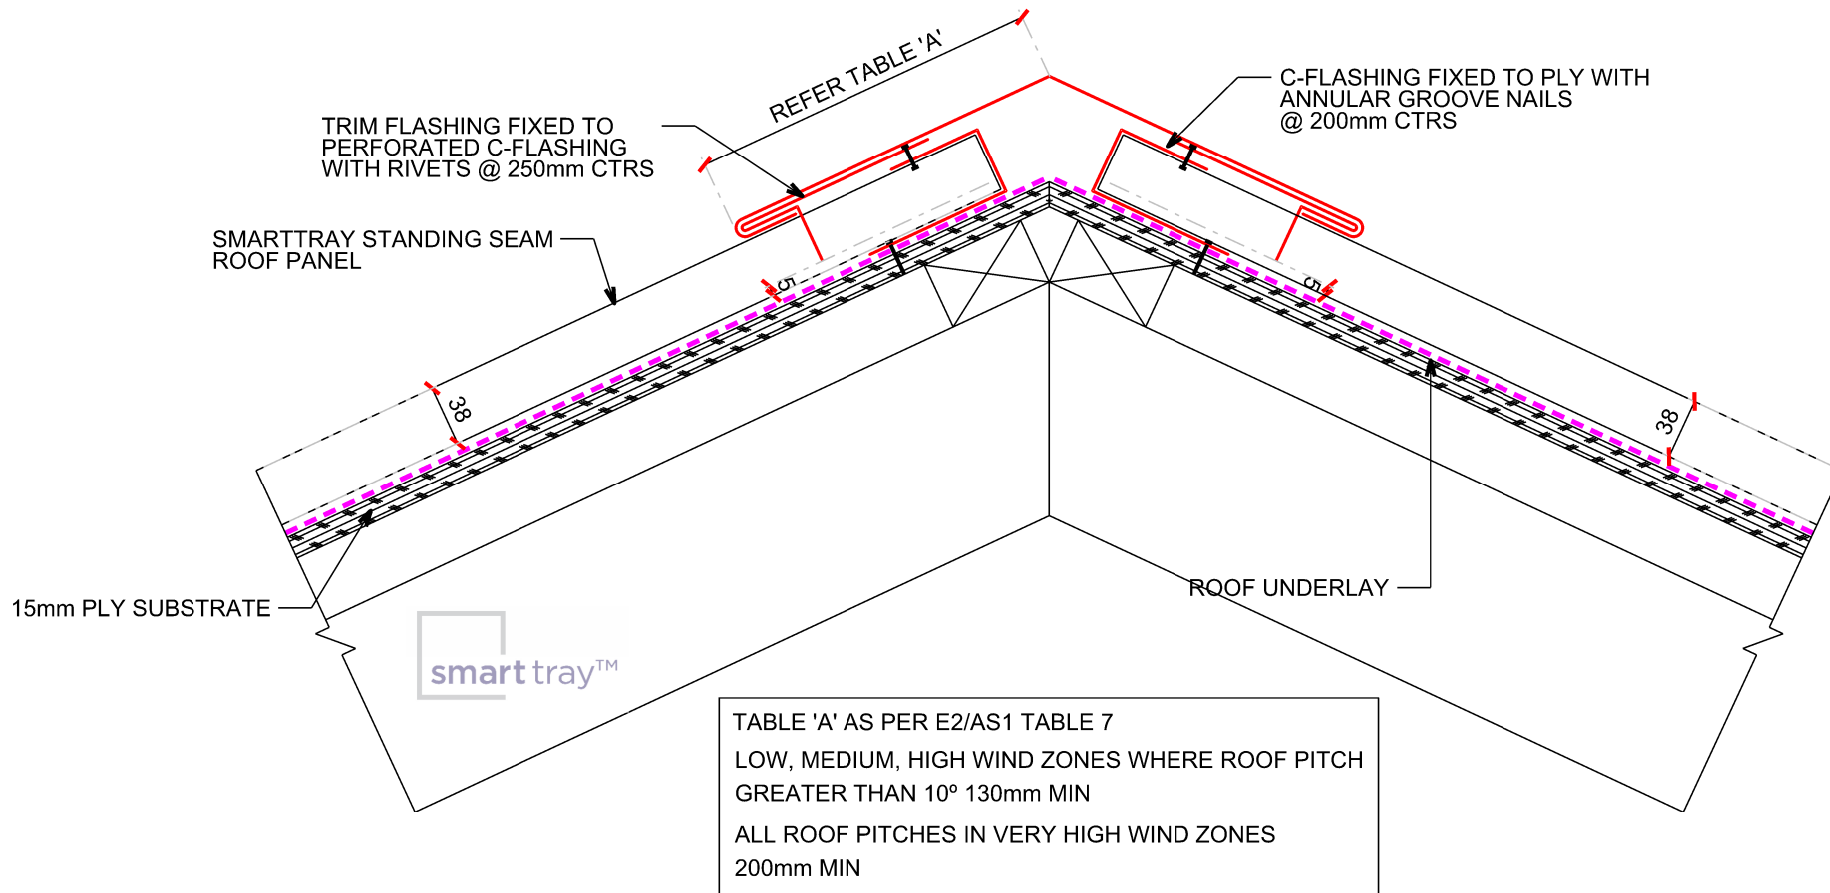 REFER TABLE 'A'
C-FLASHING FIXED TO PLY WITH
ANNULAR GROOVE NAILS
@ 200mm CTRS
TRIM FLASHING FIXED TO
PERFORATED C-FLASHING
WITH RIVETS @ 250mm CTRS
SMARTTRAY STANDING SEAM
ROOF PANEL
5
5
38
38
ROOF UNDERLAY
15mm PLY SUBSTRATE
smart tray™
TABLE 'A' AS PER E2/AS1 TABLE 7
LOW, MEDIUM, HIGH WIND ZONES WHERE ROOF PITCH
GREATER THAN 10º 130mm MIN
ALL ROOF PITCHES IN VERY HIGH WIND ZONES
200mm MIN